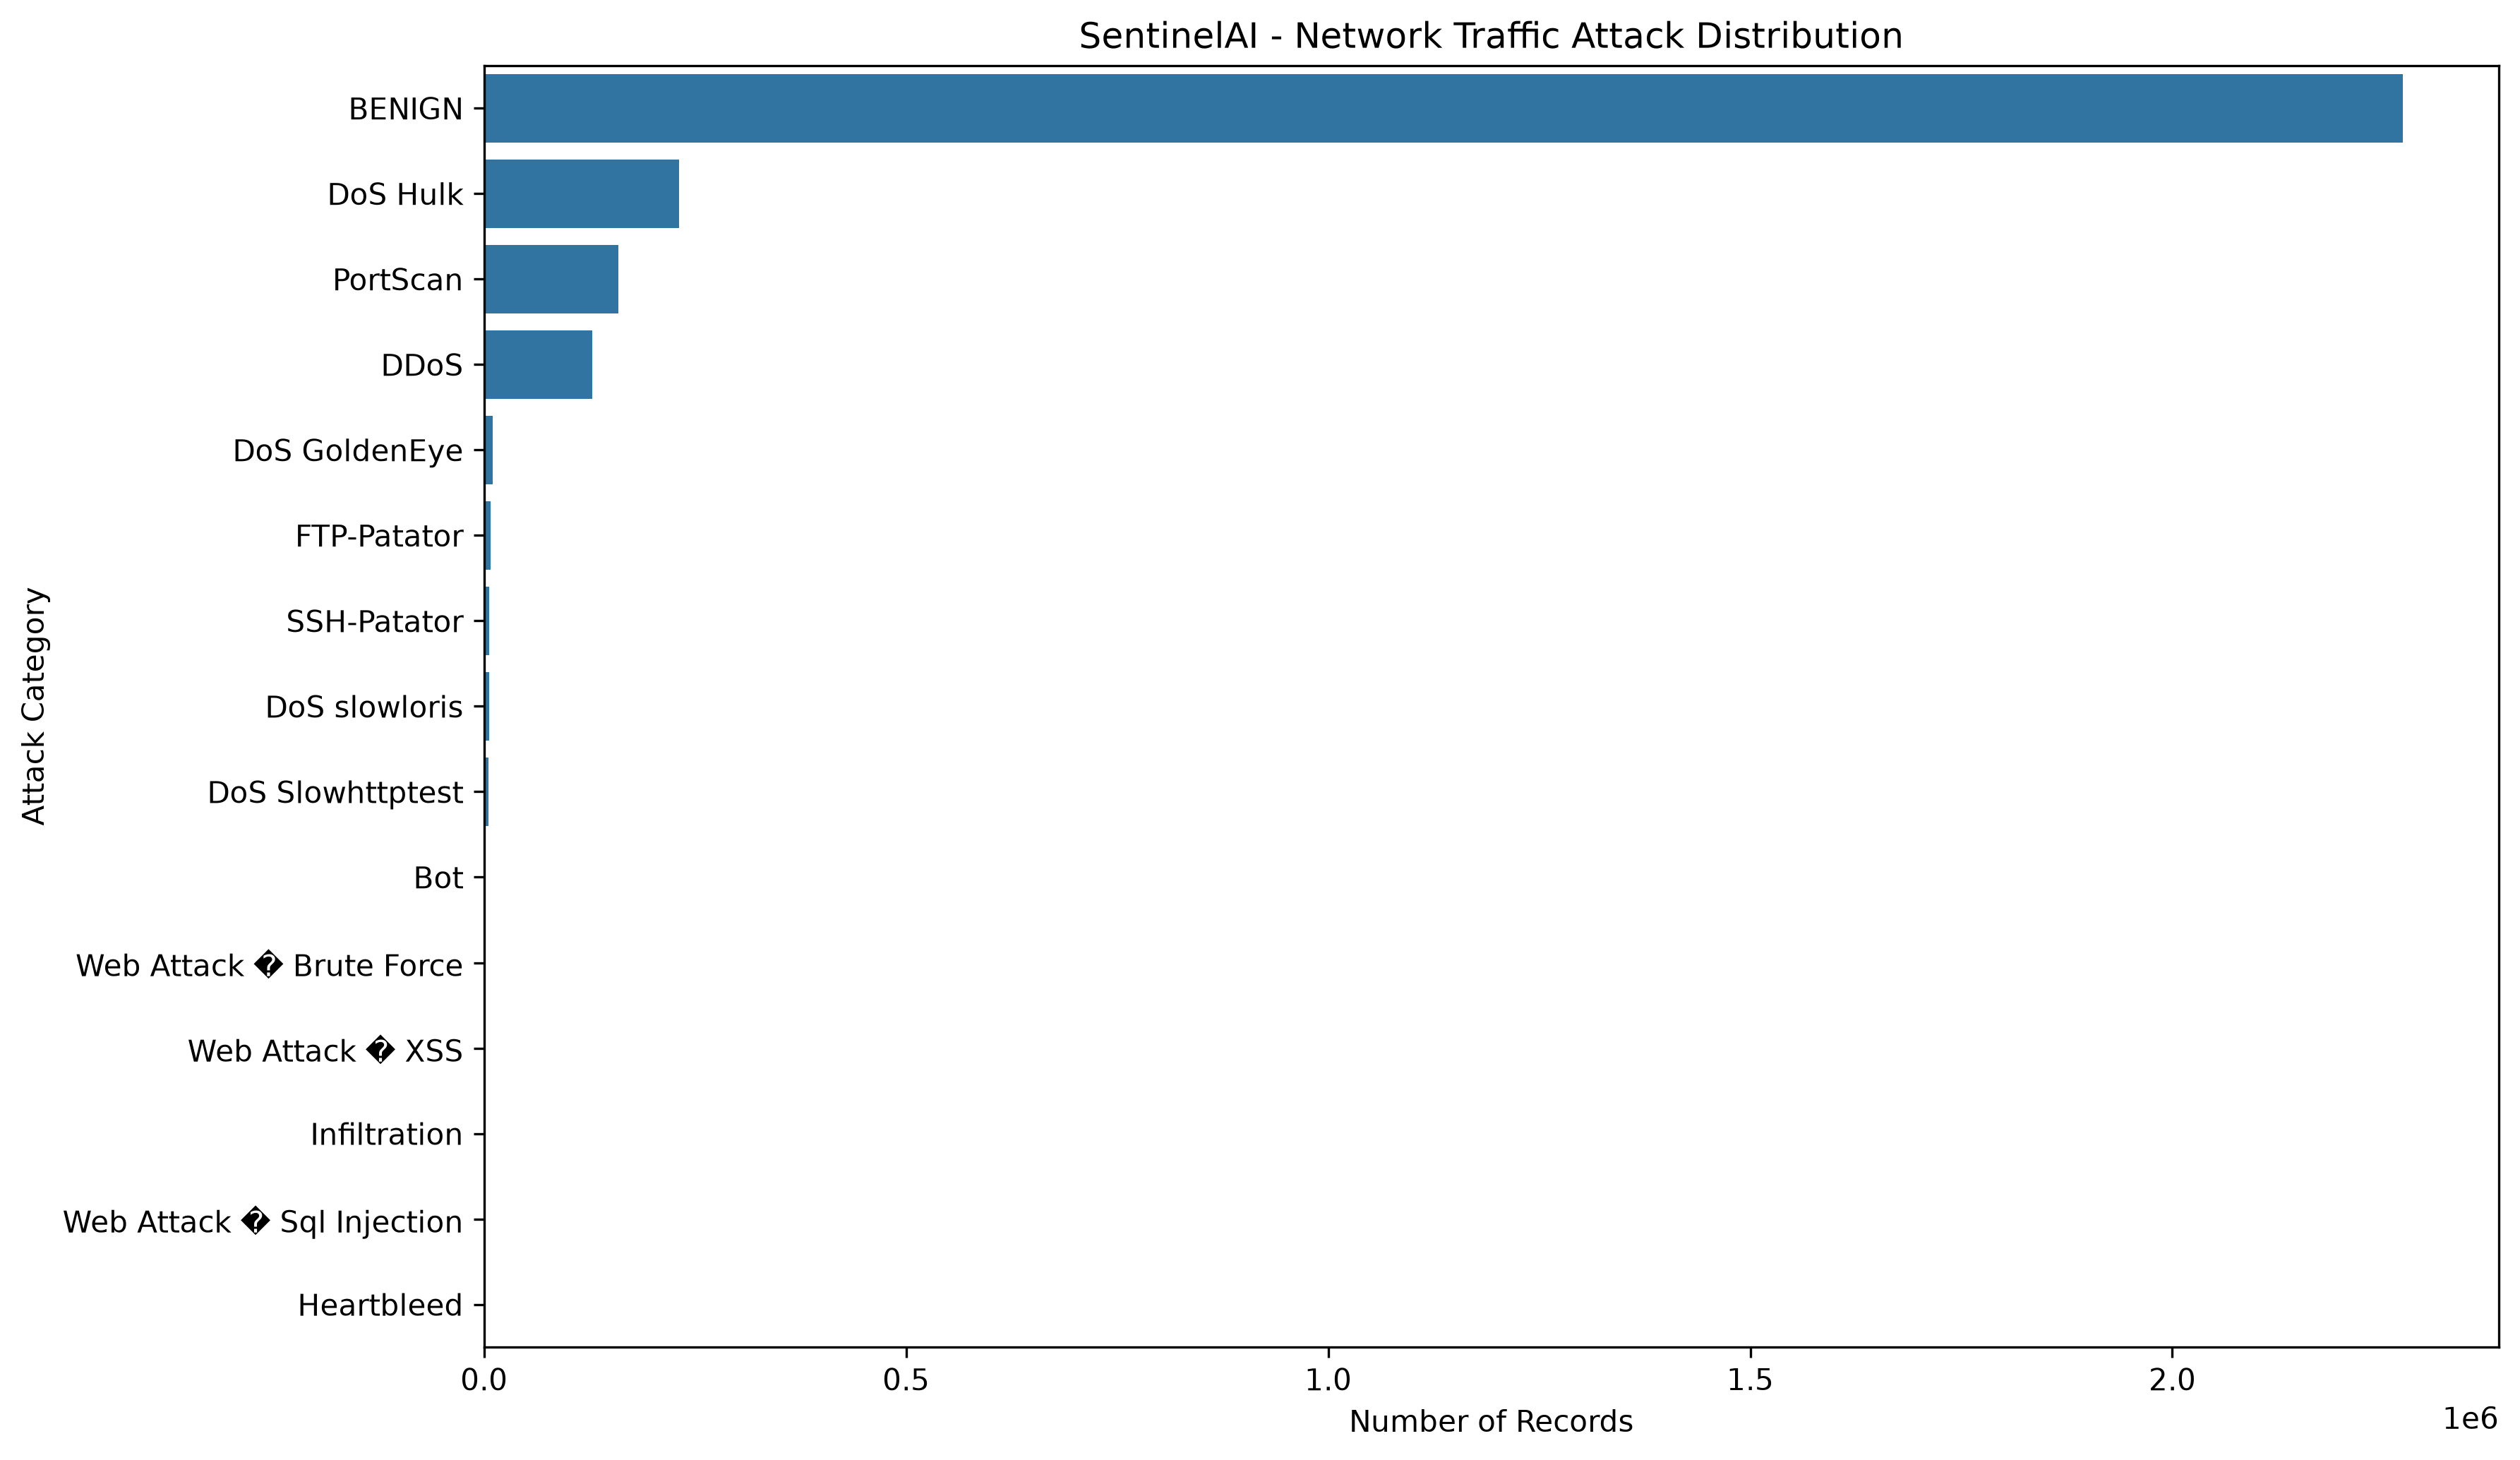 SentinelAI - Network Traffic Attack Distribution
BENIGN
DoS Hulk
PortScan
DDoS
DoS GoldenEye
FTP-Patator
SSH-Patator
DoS slowloris
DoS Slowhttptest
Bot
Web Attack � Brute Force
Web Attack � XSS
Infiltration
Web Attack � Sql Injection
Heartbleed
Attack Category
0.0 0.5 1.0 1.5 2.0
1e6
Number of Records